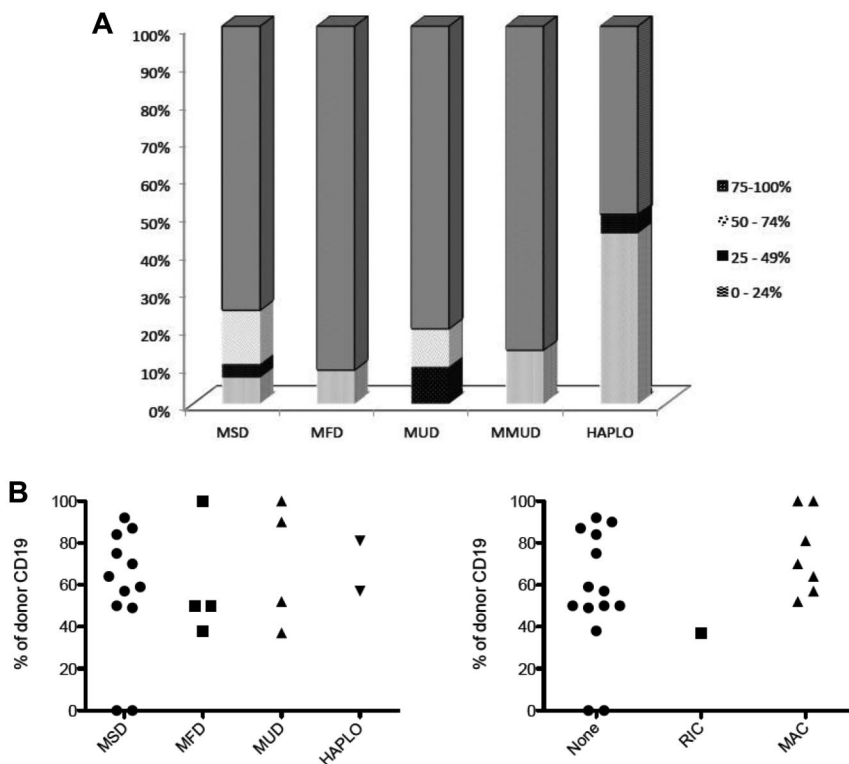 A
100%
90%
80%
70%
60%
50%
40%
30%
20%
10%
0%
MSD MFD MUD MMUD HAPLO
75-100%
50 - 74%
25 - 49%
0 - 24%
B
% of donor CD19
100
80
60
40
20
0
MSD MFD MUD HAPLO
% of donor CD19
100
80
60
40
20
0
None RIC MAC